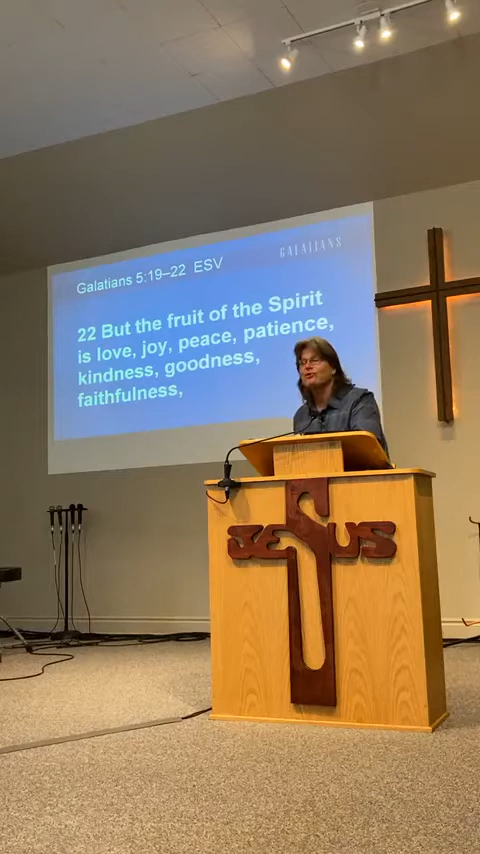 GALATIANS
Galatians 5:19–22 ESV
22 But the fruit of the Spirit
is love, joy, peace, patience,
kindness, goodness,
faithfulness,
JESUS